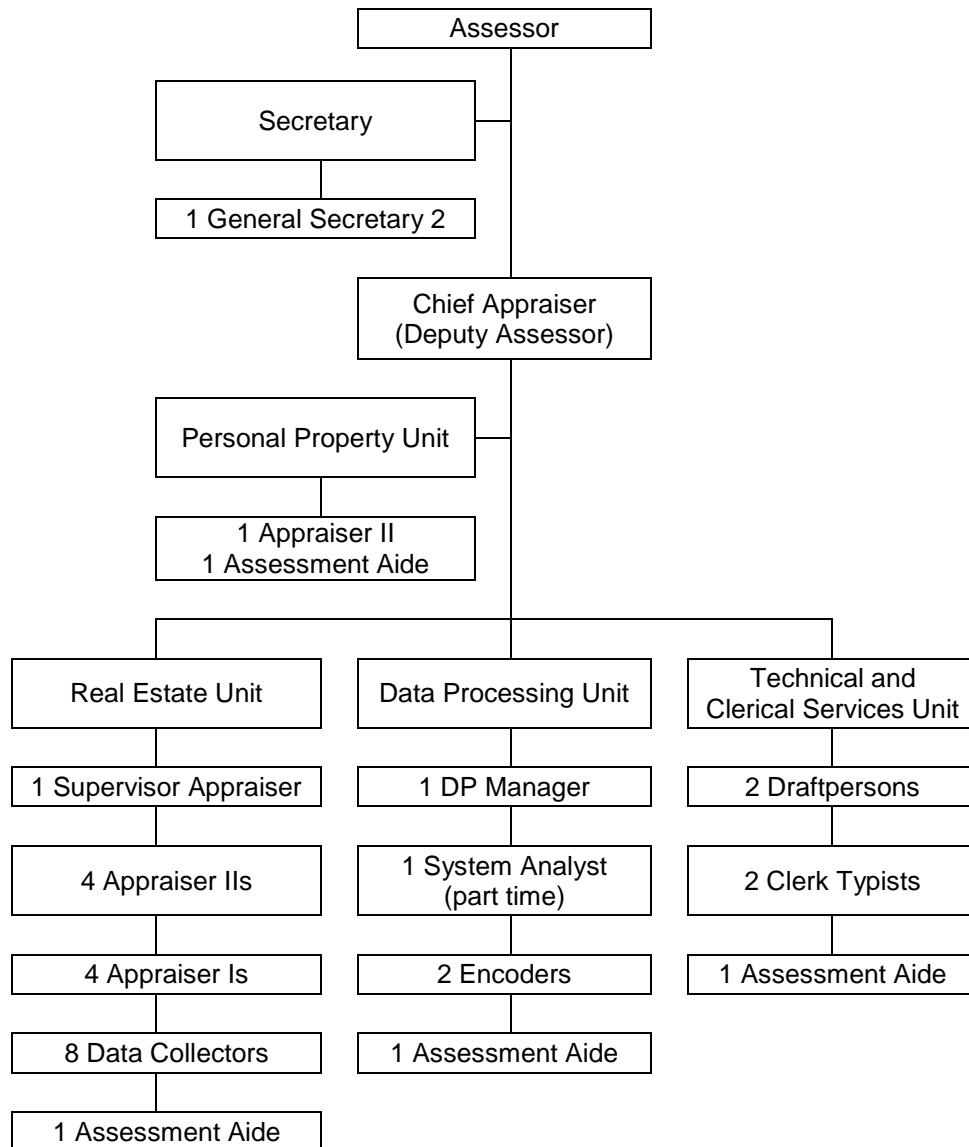 Assessor
Secretary
1 General Secretary 2
Chief Appraiser
(Deputy Assessor)
Personal Property Unit
1 Appraiser II
1 Assessment Aide
Real Estate Unit
1 Supervisor Appraiser
4 Appraiser IIs
4 Appraiser Is
8 Data Collectors
1 Assessment Aide
Data Processing Unit
1 DP Manager
1 System Analyst
(part time)
2 Encoders
1 Assessment Aide
Technical and
Clerical Services Unit
2 Draftpersons
2 Clerk Typists
1 Assessment Aide